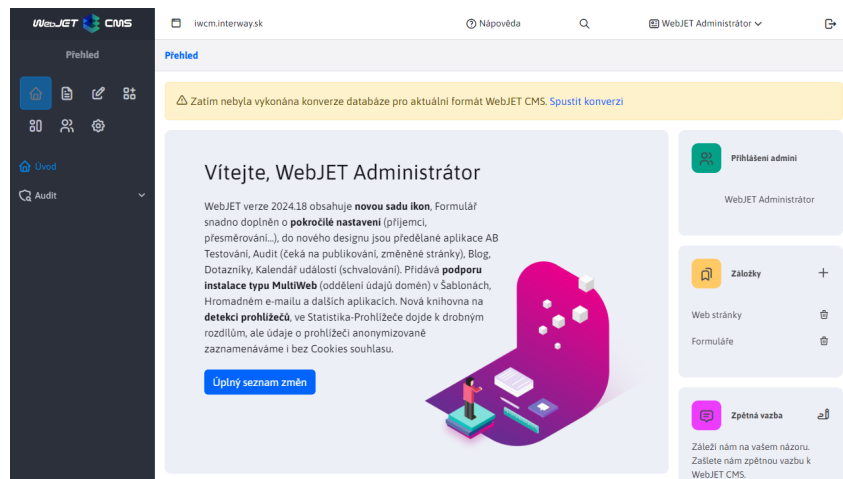 WebJET CMS
iwcm.interway.sk
Nápověda
WebJET Administrátor
Přehled
Přehled
Úvod
Audit
Zatím nebyla vykonána konverze databáze pro aktuální formát WebJET CMS. Spustit konverzi
Vítejte, WebJET Administrátor
WebJET verze 2024.18 obsahuje novou sadu ikon, Formulář
snadno doplněn o pokročilé nastavení (příjemci,
přesměrování...), do nového designu jsou předělané aplikace AB
Testování, Audit (čeká na publikování, změněné stránky), Blog,
Dotazníky, Kalendář událostí (schvalování). Přidává podporu
instalace typu MultiWeb (oddělení údajů domén) v Šablonách,
Hromadném e-mailu a dalších aplikacích. Nová knihovna na
detekci prohlížečů, ve Statistika-Prohlížeče dojde k drobným
rozdílům, ale údaje o prohlížeči anonymizovaně
zaznamenáváme i bez Cookies souhlasu.
Úplný seznam změn
Přihlášení admini
WebJET Administrátor
Záložky
Web stránky
Formuláře
Zpětná vazba
Záleží nám na vašem názoru.
Zašlete nám zpětnou vazbu k
WebJET CMS.